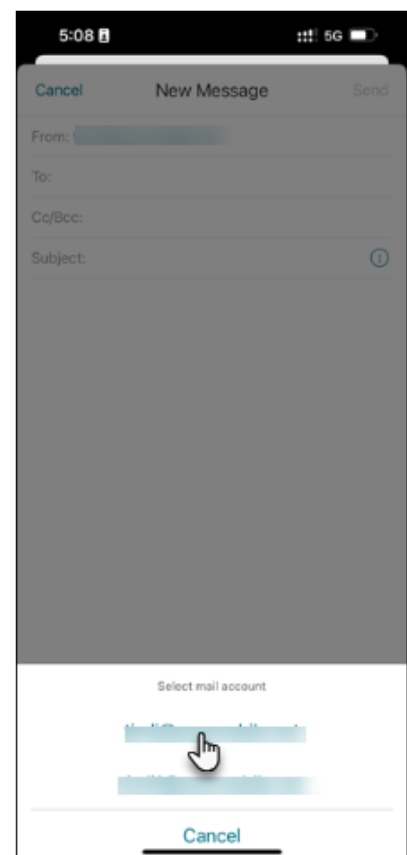 5:08 5G
Cancel New Message Send
From:
To:
Cc/Bcc:
Subject:
Select mail account
Cancel